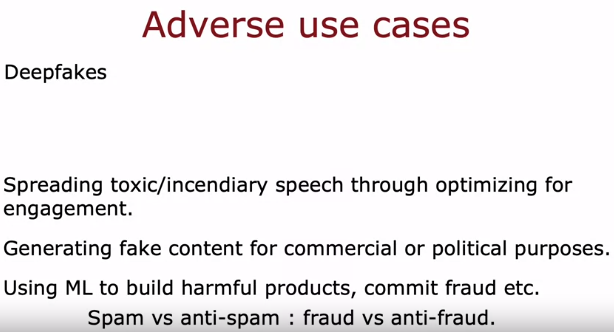 Adverse use cases
Deepfakes
Spreading toxic/incendiary speech through optimizing for
engagement.
Generating fake content for commercial or political purposes.
Using ML to build harmful products, commit fraud etc.
Spam vs anti-spam : fraud vs anti-fraud.